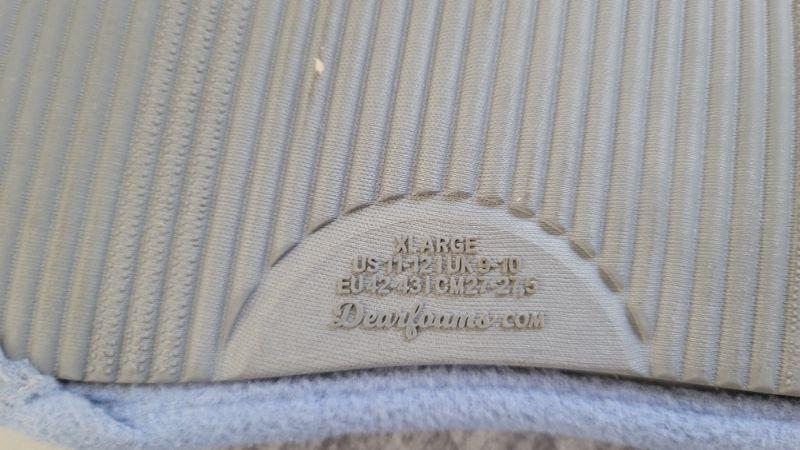 XLARGE
US 11-12 | UK 9-10
EU 42-43 | CM 27-27,5
Dearfoams.COM